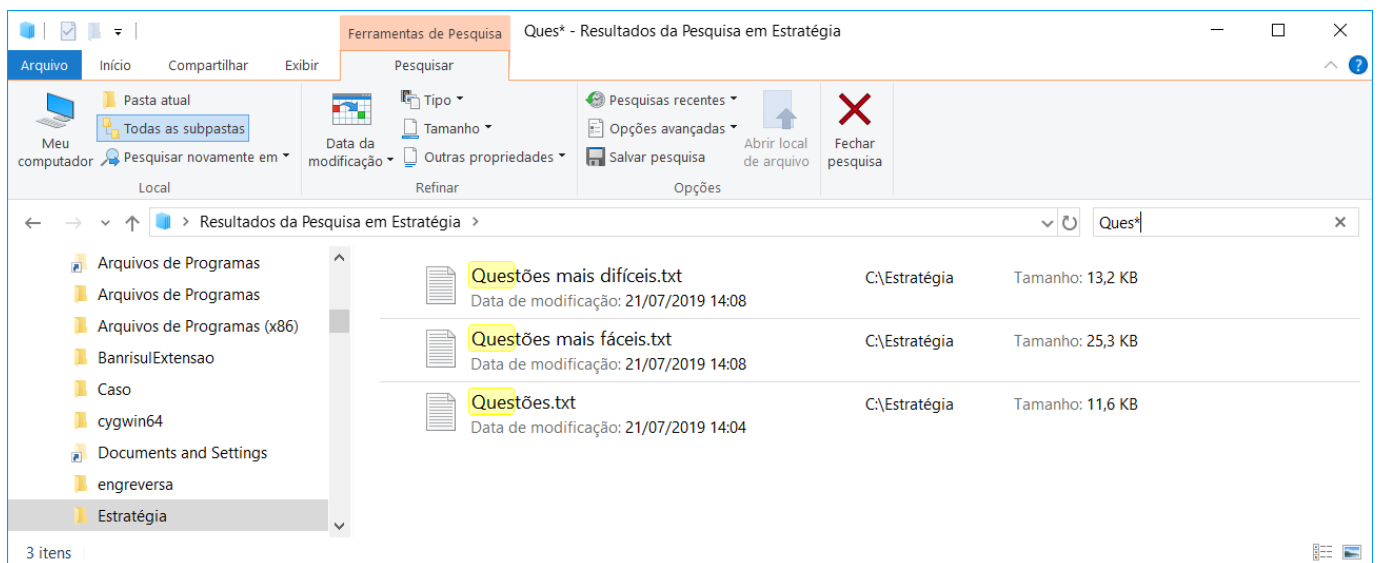 Ferramentas de Pesquisa Ques* - Resultados da Pesquisa em Estratégia
Arquivo Início Compartilhar Exibir Pesquisar
Meu computador
Pasta atual
Todas as subpastas
Pesquisar novamente em
Local
Data da modificação
Tipo
Tamanho
Outras propriedades
Refinar
Pesquisas recentes
Opções avançadas
Salvar pesquisa
Abrir local de arquivo
Opções
Fechar pesquisa
Resultados da Pesquisa em Estratégia
Ques*
Arquivos de Programas
Arquivos de Programas
Arquivos de Programas (x86)
BanrisulExtensao
Caso
cygwin64
Documents and Settings
engreversa
Estratégia
Questões mais difíceis.txt C:\Estratégia Tamanho: 13,2 KB
Data de modificação: 21/07/2019 14:08
Questões mais fáceis.txt C:\Estratégia Tamanho: 25,3 KB
Data de modificação: 21/07/2019 14:08
Questões.txt C:\Estratégia Tamanho: 11,6 KB
Data de modificação: 21/07/2019 14:04
3 itens